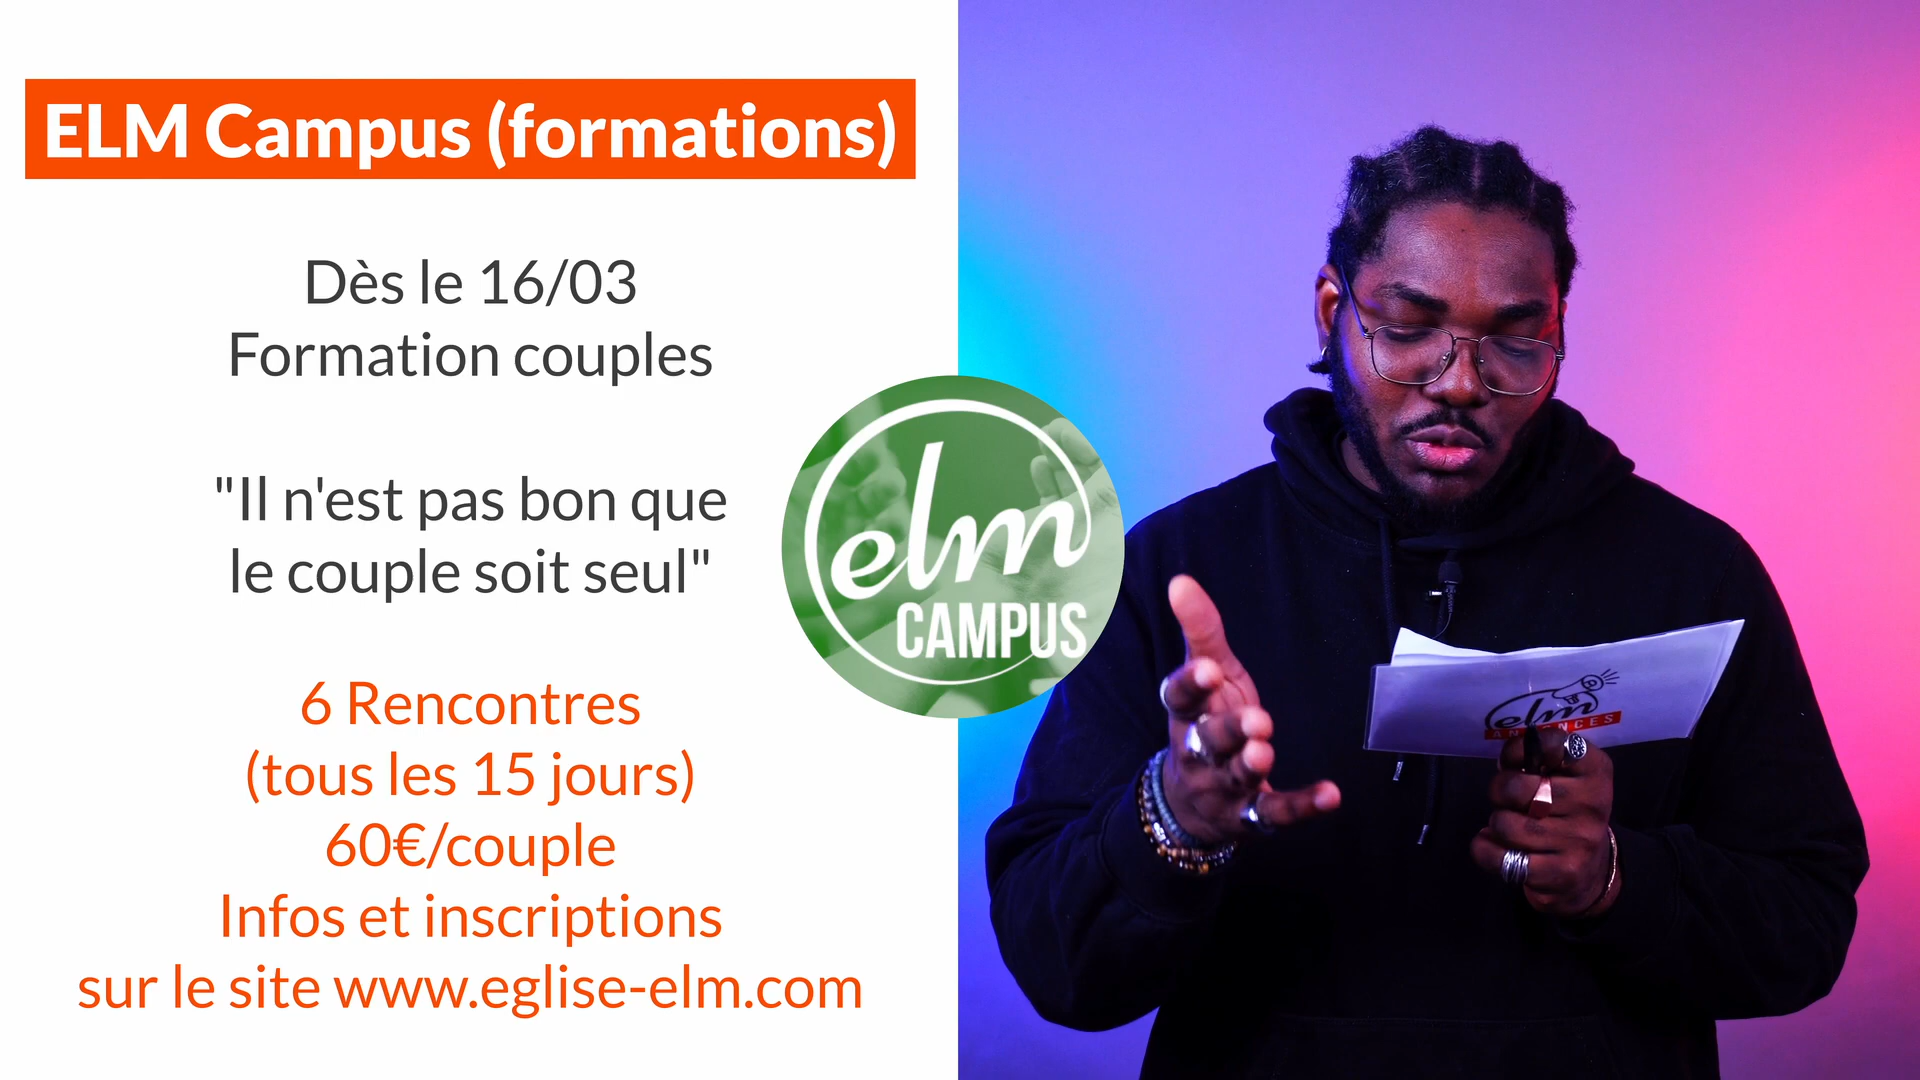 ELM Campus (formations)
Dès le 16/03
Formation couples
"Il n'est pas bon que
le couple soit seul"
6 Rencontres
(tous les 15 jours)
60€/couple
Infos et inscriptions
sur le site www.eglise-elm.com
elm
CAMPUS
elm
ANNONCES